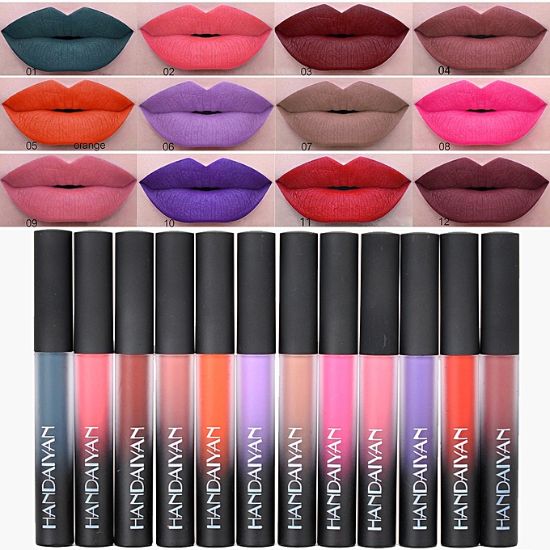 01
02
03
04
05
orange
06
07
08
09
10
11
12
HANDAIYAN
HANDAIYAN
HANDAIYAN
HANDAIYAN
HANDAIYAN
HANDAIYAN
HANDAIYAN
HANDAIYAN
HANDAIYAN
HANDAIYAN
HANDAIYAN
HANDAIYAN